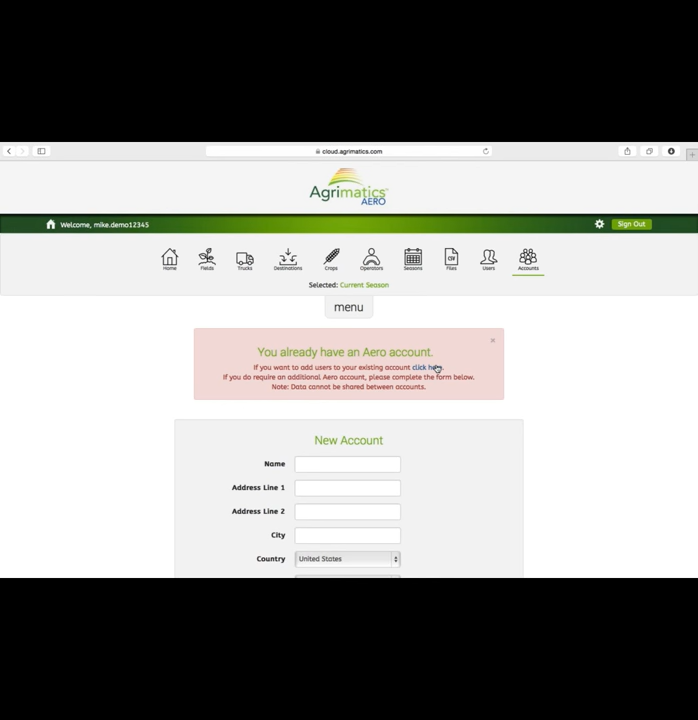 cloud.agrimatics.com
Agrimatics
AERO
Welcome, mike.demo12345
Sign Out
Home
Fields
Trucks
Destinations
Crops
Operators
Seasons
CSV
Files
Users
Accounts
Selected: Current Season
menu
You already have an Aero account.
If you want to add users to your existing account click
If you do require an additional Aero account, please complete the form below.
Note: Data cannot be shared between accounts.
New Account
Name
Address Line 1
Address Line 2
City
Country
United States